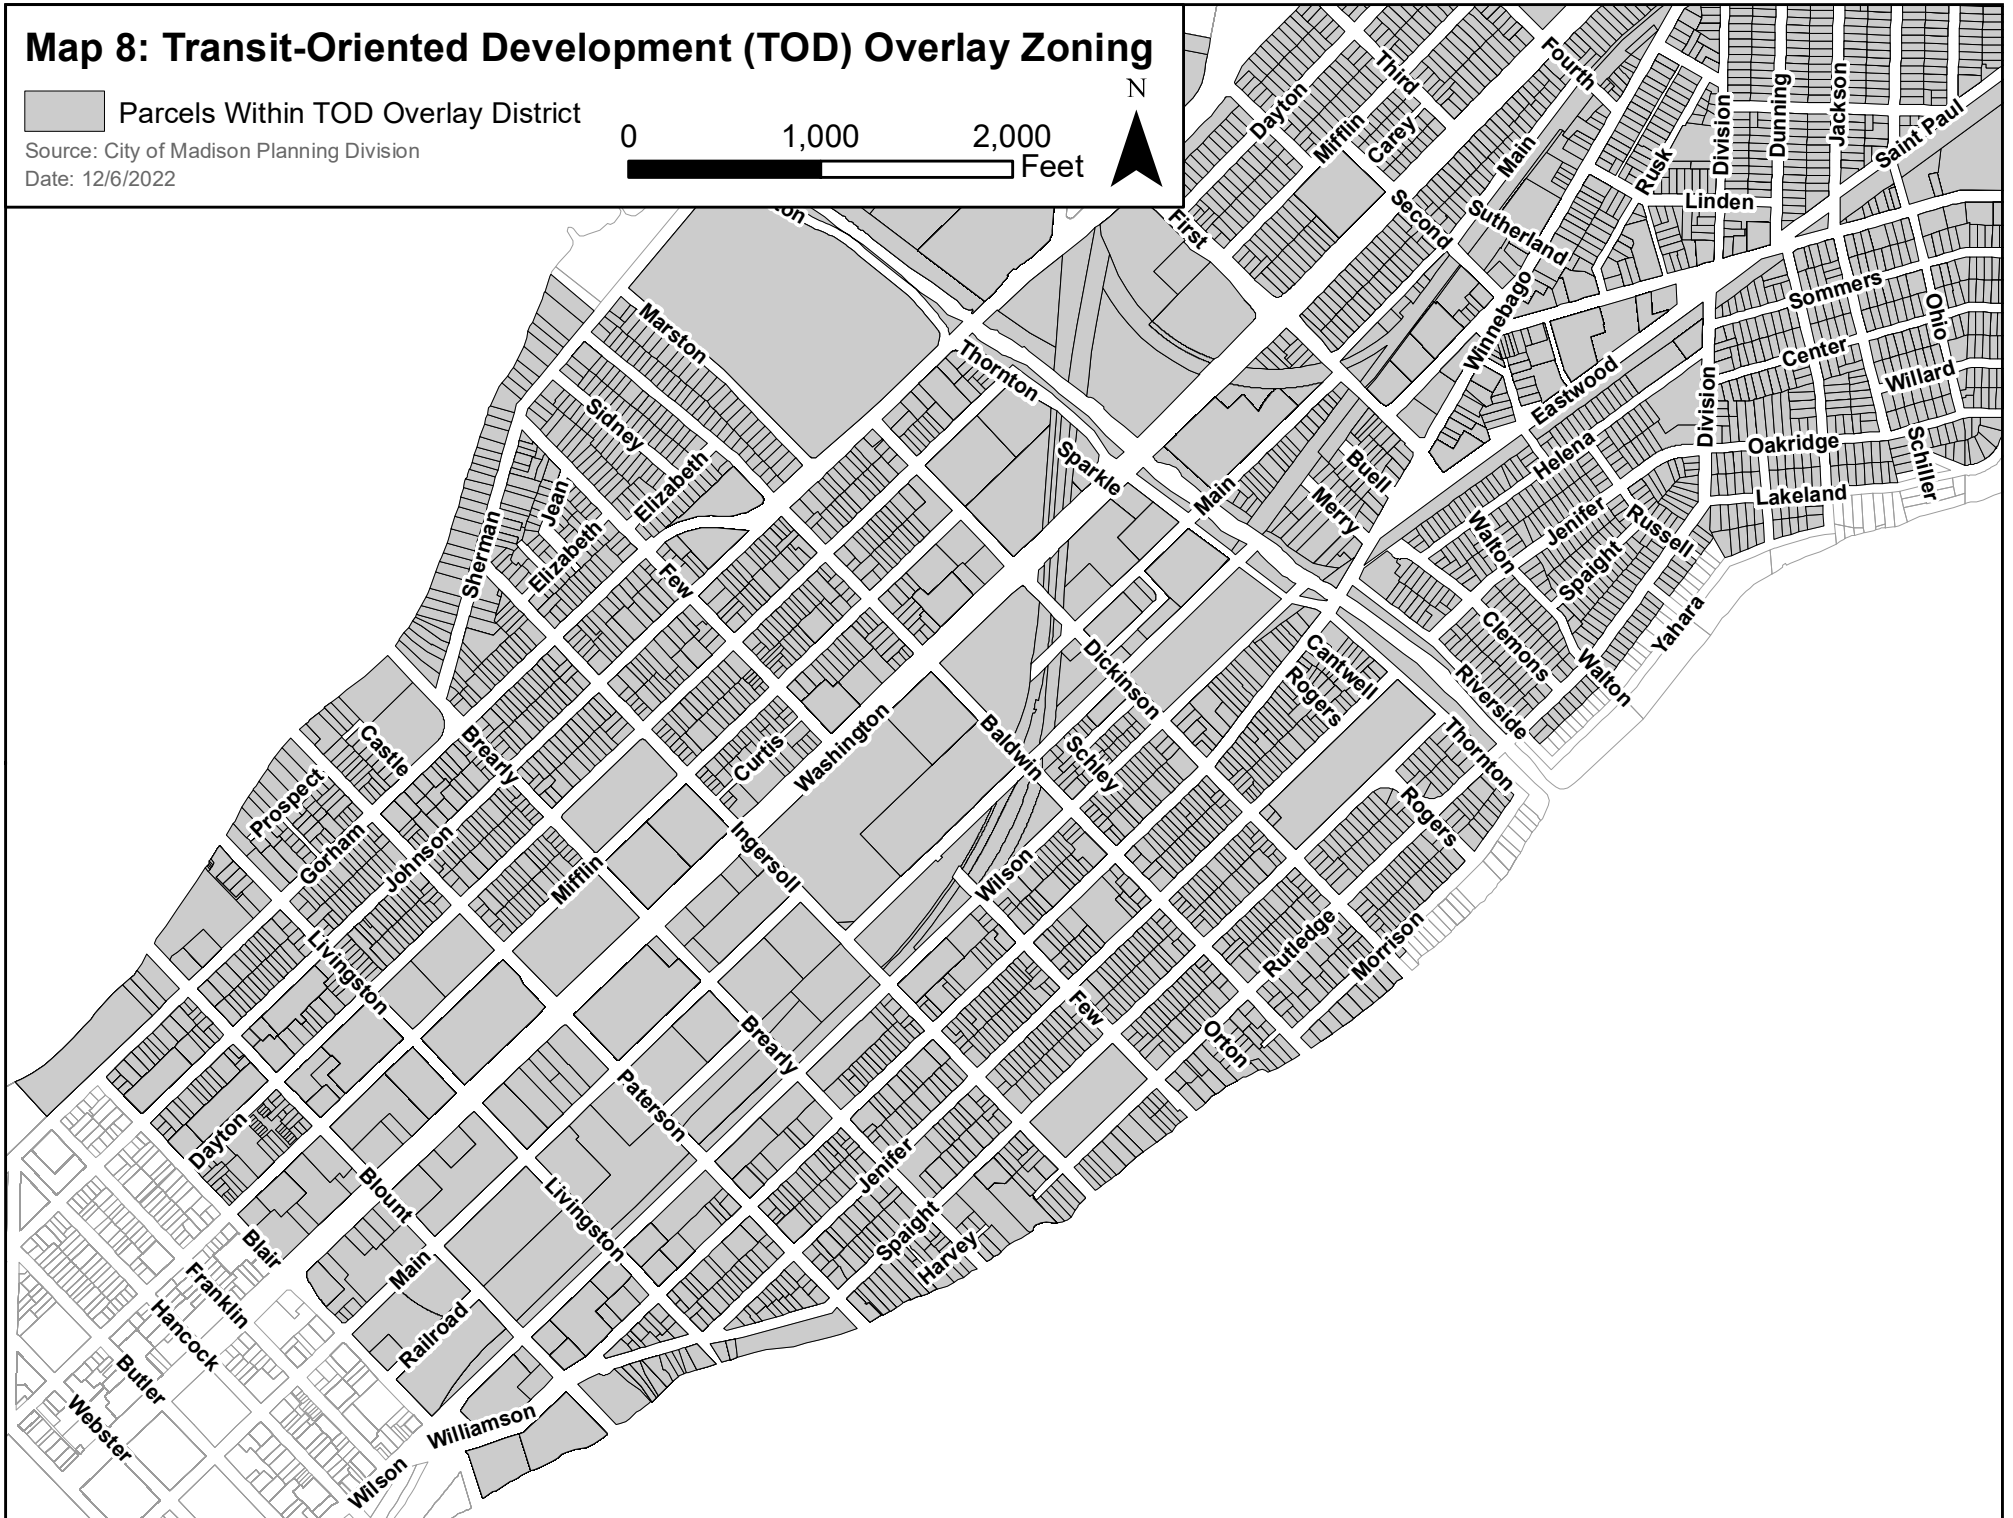 Map 8: Transit-Oriented Development (TOD) Overlay Zoning
Parcels Within TOD Overlay District
Source: City of Madison Planning Division
Date: 12/6/2022
0 1,000 2,000
Feet
N
Dayton
Third
Mifflin
Carey
Fourth
Main
Rusk
Division
Dunning
Jackson
Saint Paul
Linden
First
Second
Sutherland
Winnebago
Sommers
Ohio
Center
Willard
Marston
Thornton
Eastwood
Division
Oakridge
Schiller
Lakeland
Sidney
Elizabeth
Jean
Elizabeth
Sherman
Few
Sparkle
Main
Buell
Merry
Helena
Walton
Jenifer
Russell
Spaight
Yahara
Clemons
Walton
Riverside
Cantwell
Rogers
Dickinson
Thornton
Castle
Brearly
Curtis
Washington
Baldwin
Schley
Prospect
Gorham
Johnson
Mifflin
Ingersoll
Wilson
Rogers
Rutledge
Morrison
Livingston
Few
Orton
Brearly
Paterson
Dayton
Jenifer
Blount
Livingston
Spaight
Harvey
Blair
Main
Franklin
Hancock
Railroad
Butler
Webster
Williamson
Wilson